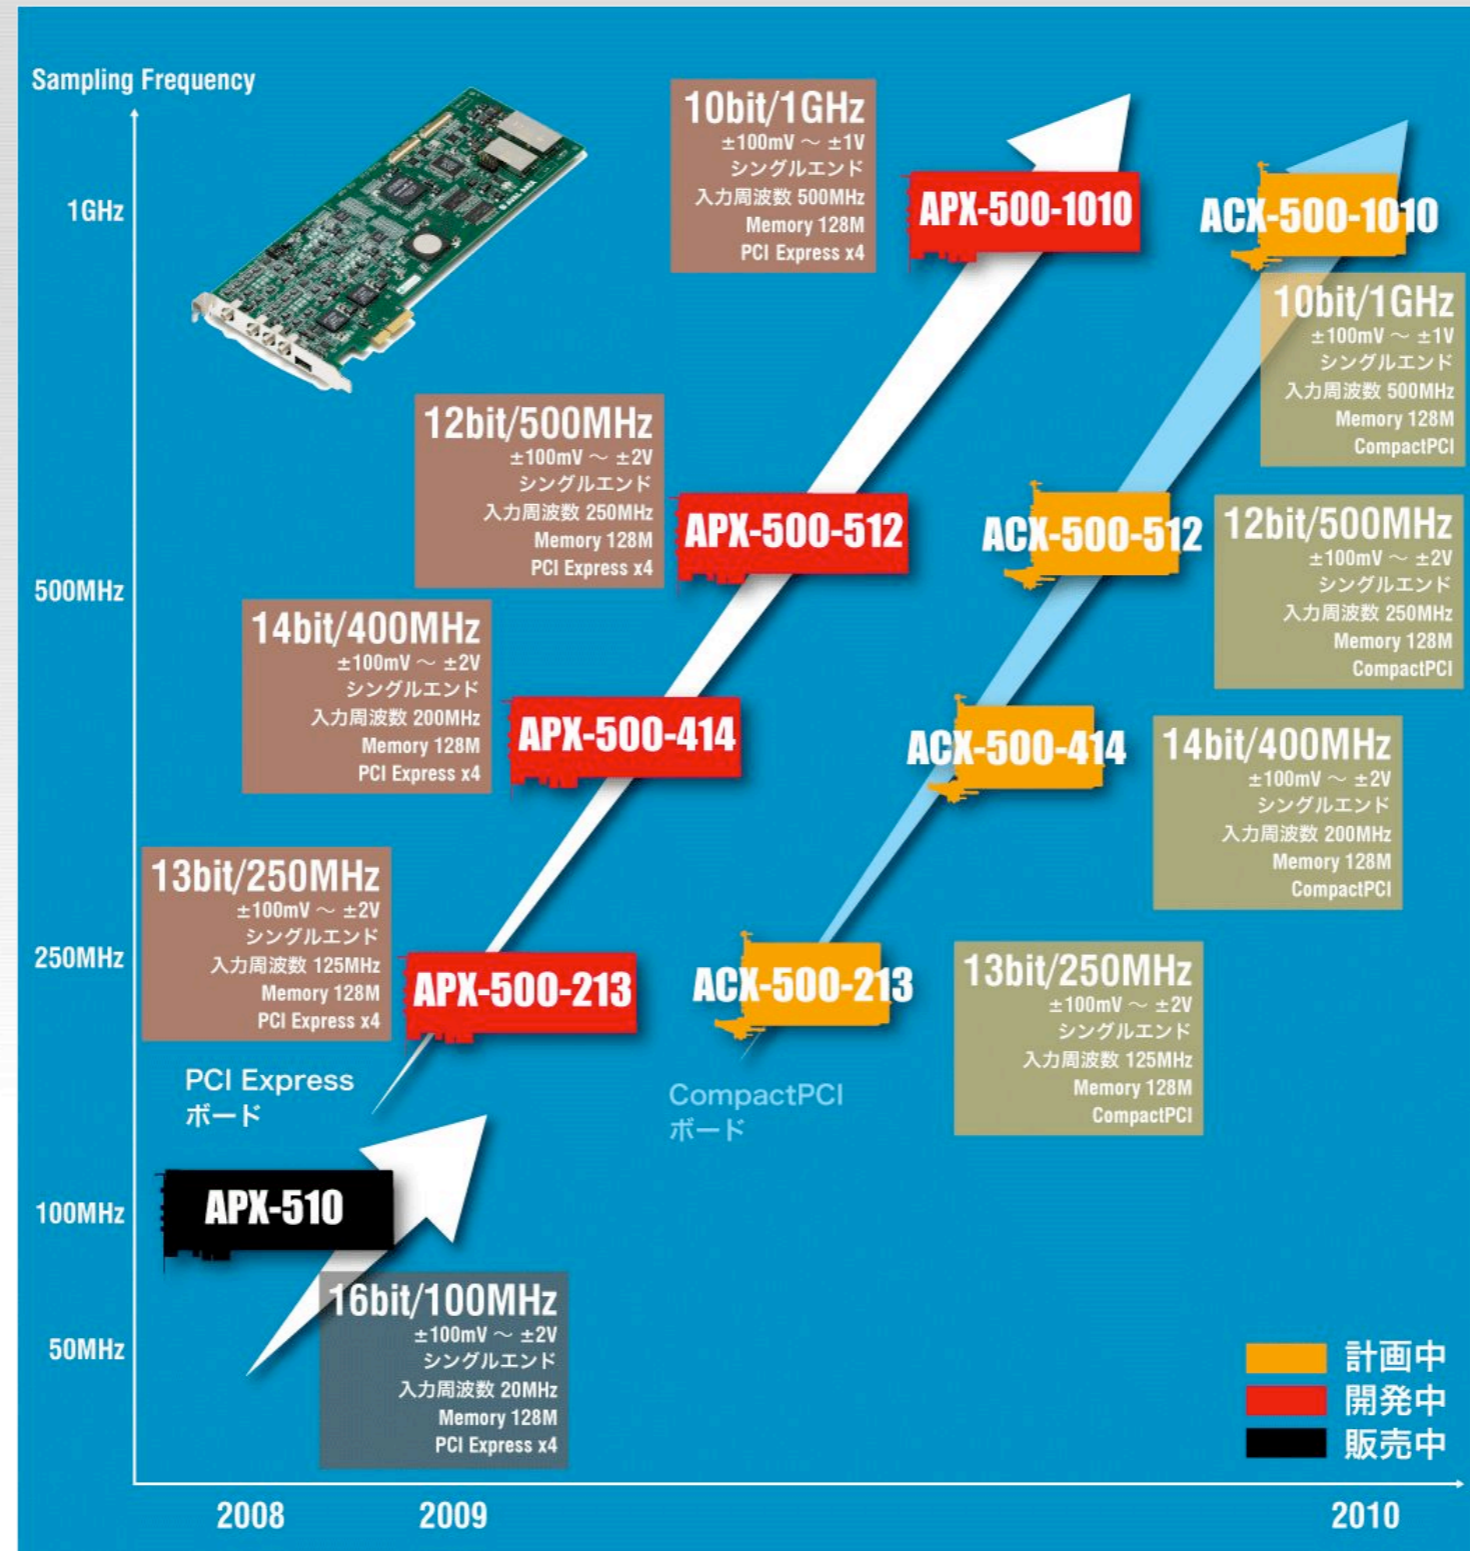 Sampling Frequency
1GHz
500MHz
250MHz
100MHz
50MHz
10bit/1GHz
±100mV ～ ±1V
シングルエンド
入力周波数 500MHz
Memory 128M
PCI Express x4
APX-500-1010
ACX-500-1010
10bit/1GHz
±100mV ～ ±1V
シングルエンド
入力周波数 500MHz
Memory 128M
CompactPCI
12bit/500MHz
±100mV ～ ±2V
シングルエンド
入力周波数 250MHz
Memory 128M
PCI Express x4
APX-500-512
ACX-500-512
12bit/500MHz
±100mV ～ ±2V
シングルエンド
入力周波数 250MHz
Memory 128M
CompactPCI
14bit/400MHz
±100mV ～ ±2V
シングルエンド
入力周波数 200MHz
Memory 128M
PCI Express x4
APX-500-414
ACX-500-414
14bit/400MHz
±100mV ～ ±2V
シングルエンド
入力周波数 200MHz
Memory 128M
CompactPCI
13bit/250MHz
±100mV ～ ±2V
シングルエンド
入力周波数 125MHz
Memory 128M
PCI Express x4
APX-500-213
ACX-500-213
13bit/250MHz
±100mV ～ ±2V
シングルエンド
入力周波数 125MHz
Memory 128M
CompactPCI
PCI Express
ボード
CompactPCI
ボード
APX-510
16bit/100MHz
±100mV ～ ±2V
シングルエンド
入力周波数 20MHz
Memory 128M
PCI Express x4
計画中
開発中
販売中
2008
2009
2010